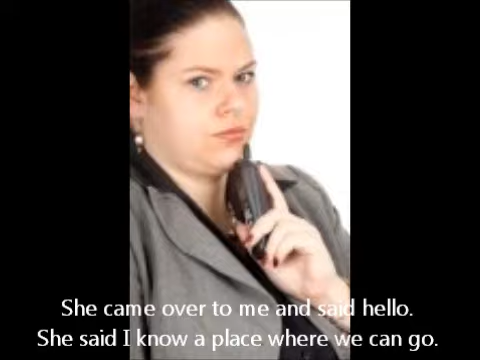 She came over to me and said hello.
She said I know a place where we can go.